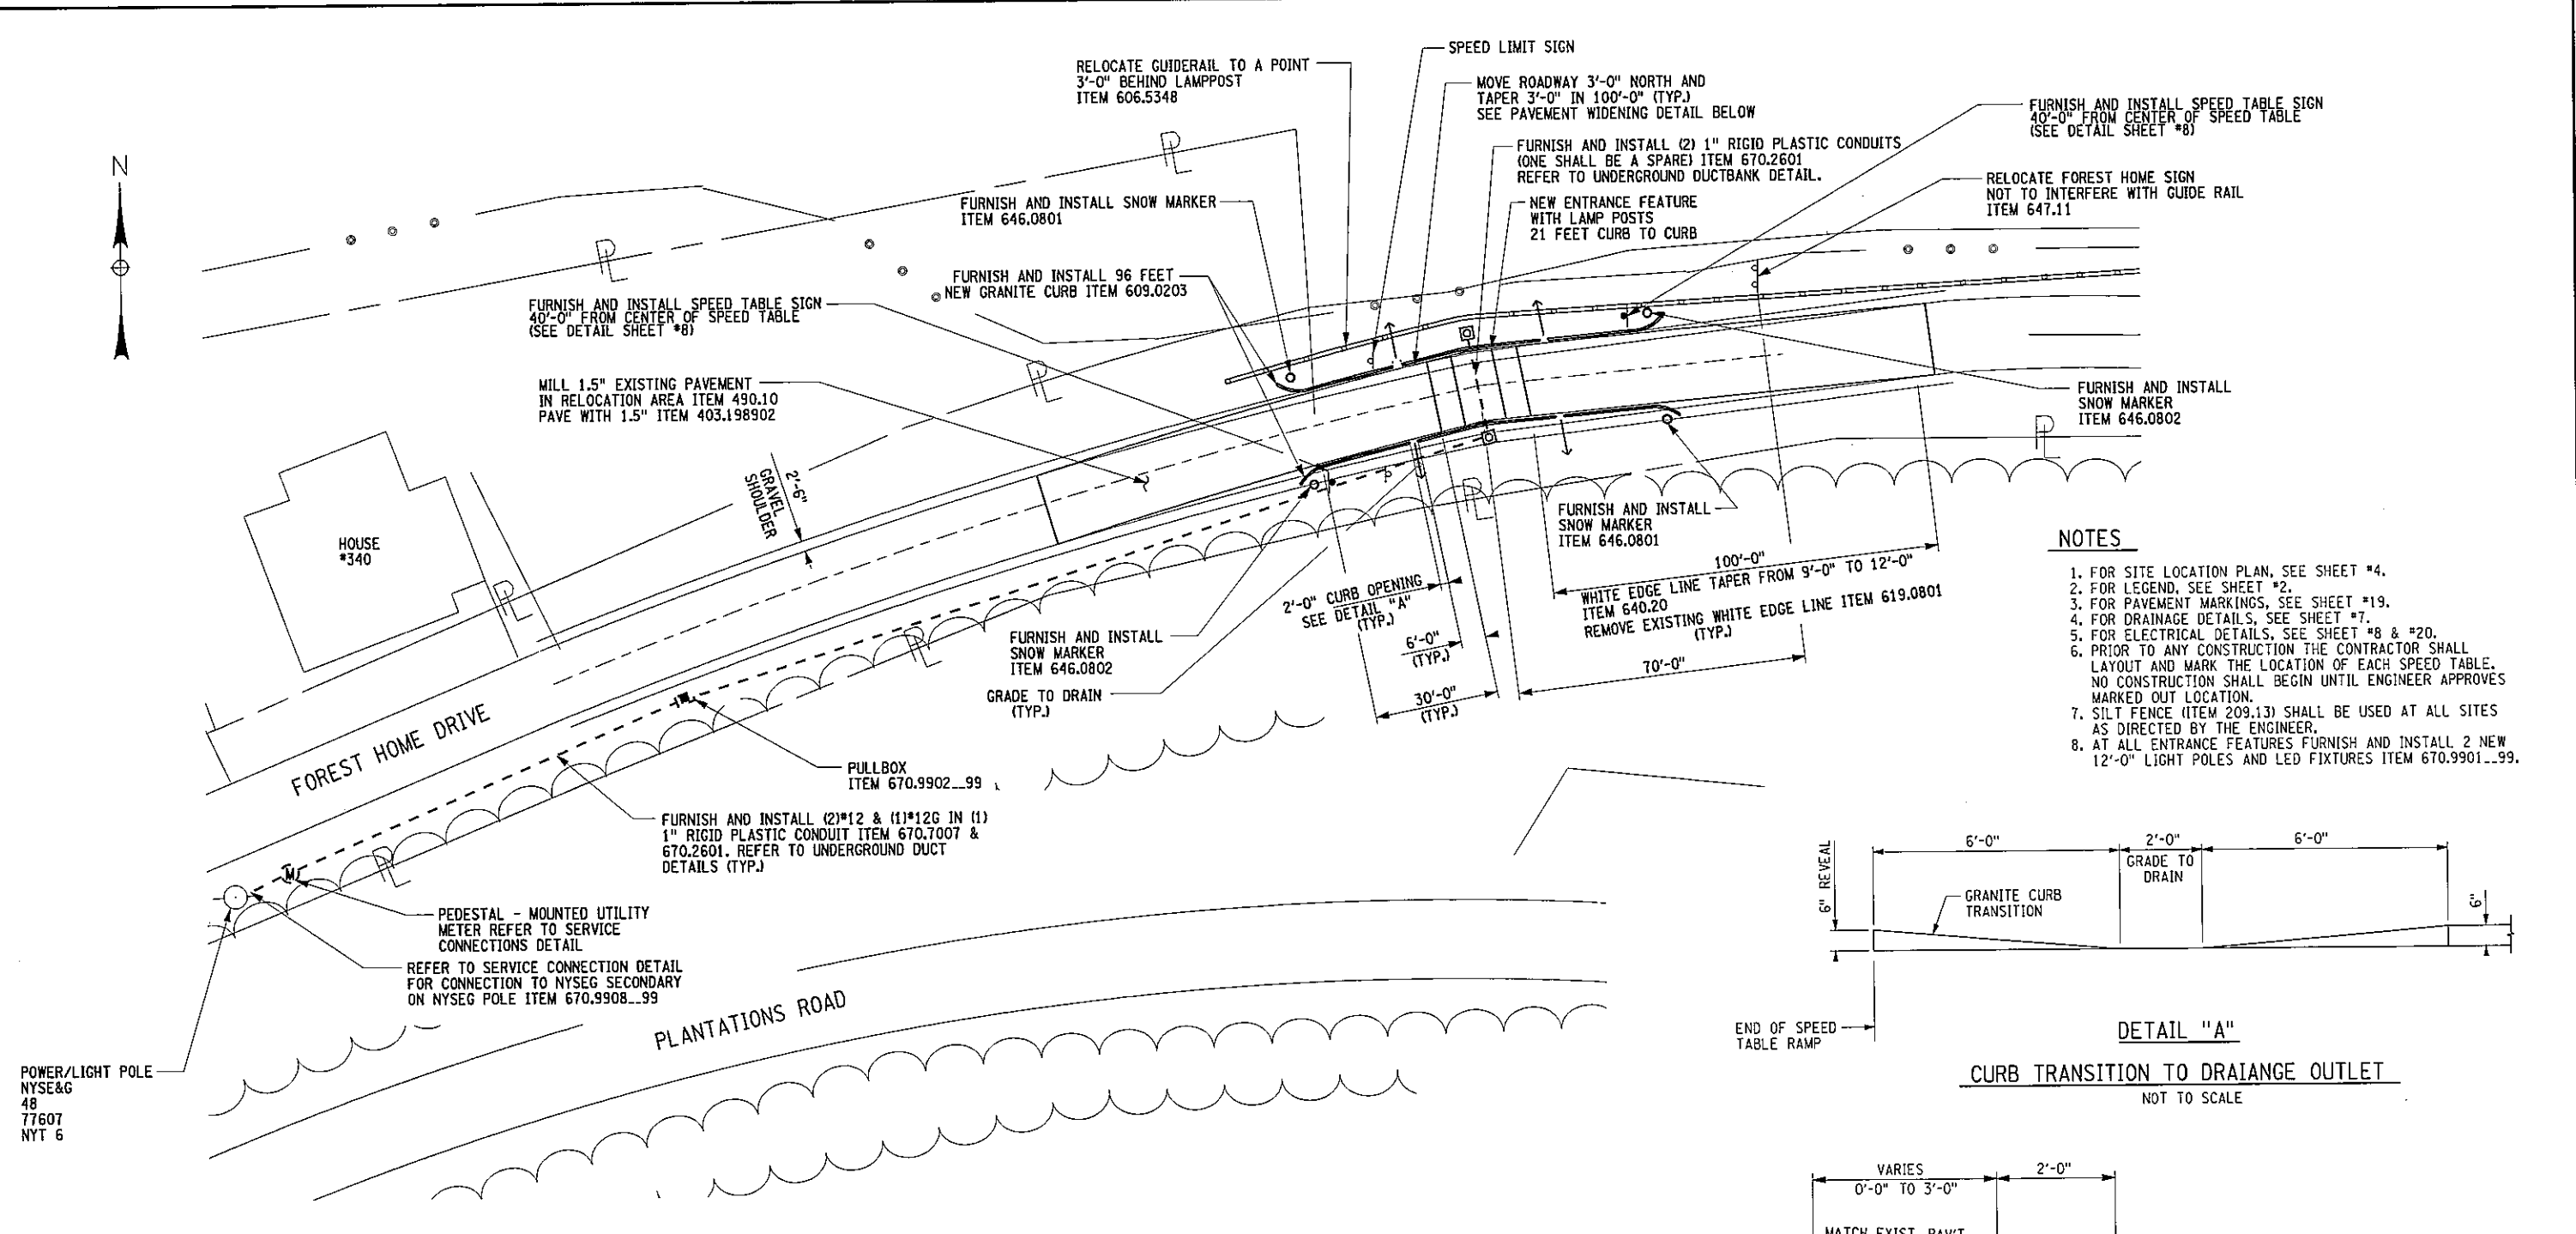 SPEED LIMIT SIGN
RELOCATE GUIDERAIL TO A POINT
3'-0" BEHIND LAMPPOST
ITEM 606.5348
MOVE ROADWAY 3'-0" NORTH AND
TAPER 3'-0" IN 100'-0" (TYP.)
SEE PAVEMENT WIDENING DETAIL BELOW
FURNISH AND INSTALL SPEED TABLE SIGN
40'-0" FROM CENTER OF SPEED TABLE
(SEE DETAIL SHEET #8)
FURNISH AND INSTALL (2) 1" RIGID PLASTIC CONDUITS
(ONE SHALL BE A SPARE) ITEM 670.2601
REFER TO UNDERGROUND DUCTBANK DETAIL.
RELOCATE FOREST HOME SIGN
NOT TO INTERFERE WITH GUIDE RAIL
ITEM 647.11
N
PL
FURNISH AND INSTALL SNOW MARKER
ITEM 646.0801
NEW ENTRANCE FEATURE
WITH LAMP POSTS
21 FEET CURB TO CURB
PL
FURNISH AND INSTALL 96 FEET
NEW GRANITE CURB ITEM 609.0203
FURNISH AND INSTALL SPEED TABLE SIGN
40'-0" FROM CENTER OF SPEED TABLE
(SEE DETAIL SHEET #8)
MILL 1.5" EXISTING PAVEMENT
IN RELOCATION AREA ITEM 490.10
PAVE WITH 1.5" ITEM 403.198902
PL
FURNISH AND INSTALL
SNOW MARKER
ITEM 646.0802
PL
2'-6"
GRAVEL
SHOULDER
PL
HOUSE
#340
PL
FURNISH AND INSTALL
SNOW MARKER
ITEM 646.0801
2'-0" CURB OPENING
SEE DETAIL "A"
(TYP.)
100'-0"
WHITE EDGE LINE TAPER FROM 9'-0" TO 12'-0"
ITEM 640.20
REMOVE EXISTING WHITE EDGE LINE ITEM 619.0801
(TYP.)
6'-0"
(TYP.)
70'-0"
30'-0"
(TYP.)
FURNISH AND INSTALL
SNOW MARKER
ITEM 646.0802
PL
GRADE TO DRAIN
(TYP.)
NOTES
1. FOR SITE LOCATION PLAN, SEE SHEET #4.
2. FOR LEGEND, SEE SHEET #2.
3. FOR PAVEMENT MARKINGS, SEE SHEET #19.
4. FOR DRAINAGE DETAILS, SEE SHEET #7.
5. FOR ELECTRICAL DETAILS, SEE SHEET #8 & #20.
6. PRIOR TO ANY CONSTRUCTION THE CONTRACTOR SHALL
LAYOUT AND MARK THE LOCATION OF EACH SPEED TABLE.
NO CONSTRUCTION SHALL BEGIN UNTIL ENGINEER APPROVES
MARKED OUT LOCATION.
7. SILT FENCE (ITEM 209.13) SHALL BE USED AT ALL SITES
AS DIRECTED BY THE ENGINEER.
8. AT ALL ENTRANCE FEATURES FURNISH AND INSTALL 2 NEW
12'-0" LIGHT POLES AND LED FIXTURES ITEM 670.9901__99.
FOREST HOME DRIVE
PULLBOX
ITEM 670.9902__99
FURNISH AND INSTALL (2)#12 & (1)#12G IN (1)
1" RIGID PLASTIC CONDUIT ITEM 670.7007 &
670.2601. REFER TO UNDERGROUND DUCT
DETAILS (TYP.)
PL
M
PEDESTAL - MOUNTED UTILITY
METER REFER TO SERVICE
CONNECTIONS DETAIL
REFER TO SERVICE CONNECTION DETAIL
FOR CONNECTION TO NYSEG SECONDARY
ON NYSEG POLE ITEM 670.9908__99
PLANTATIONS ROAD
POWER/LIGHT POLE
NYSE&G
48
77607
NYT 6
6" REVEAL
6'-0"
2'-0"
6'-0"
GRADE TO
DRAIN
GRANITE CURB
TRANSITION
6"
END OF SPEED
TABLE RAMP
DETAIL "A"
CURB TRANSITION TO DRAIANGE OUTLET
NOT TO SCALE
VARIES
0'-0" TO 3'-0"
2'-0"
MATCH EXIST. PAV'T